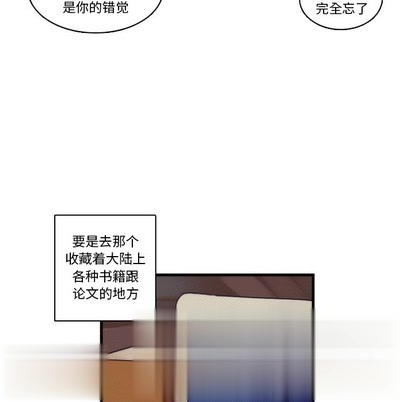 是你的错觉
完全忘了
要是去那个
收藏着大陆上
各种书籍跟
论文的地方